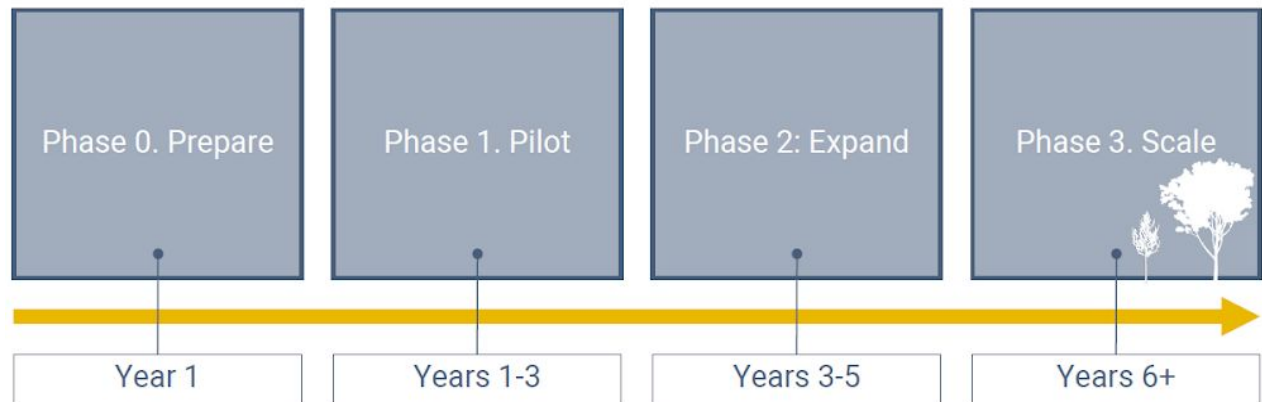 Phase 0. Prepare
Phase 1. Pilot
Phase 2: Expand
Phase 3. Scale
Year 1
Years 1-3
Years 3-5
Years 6+